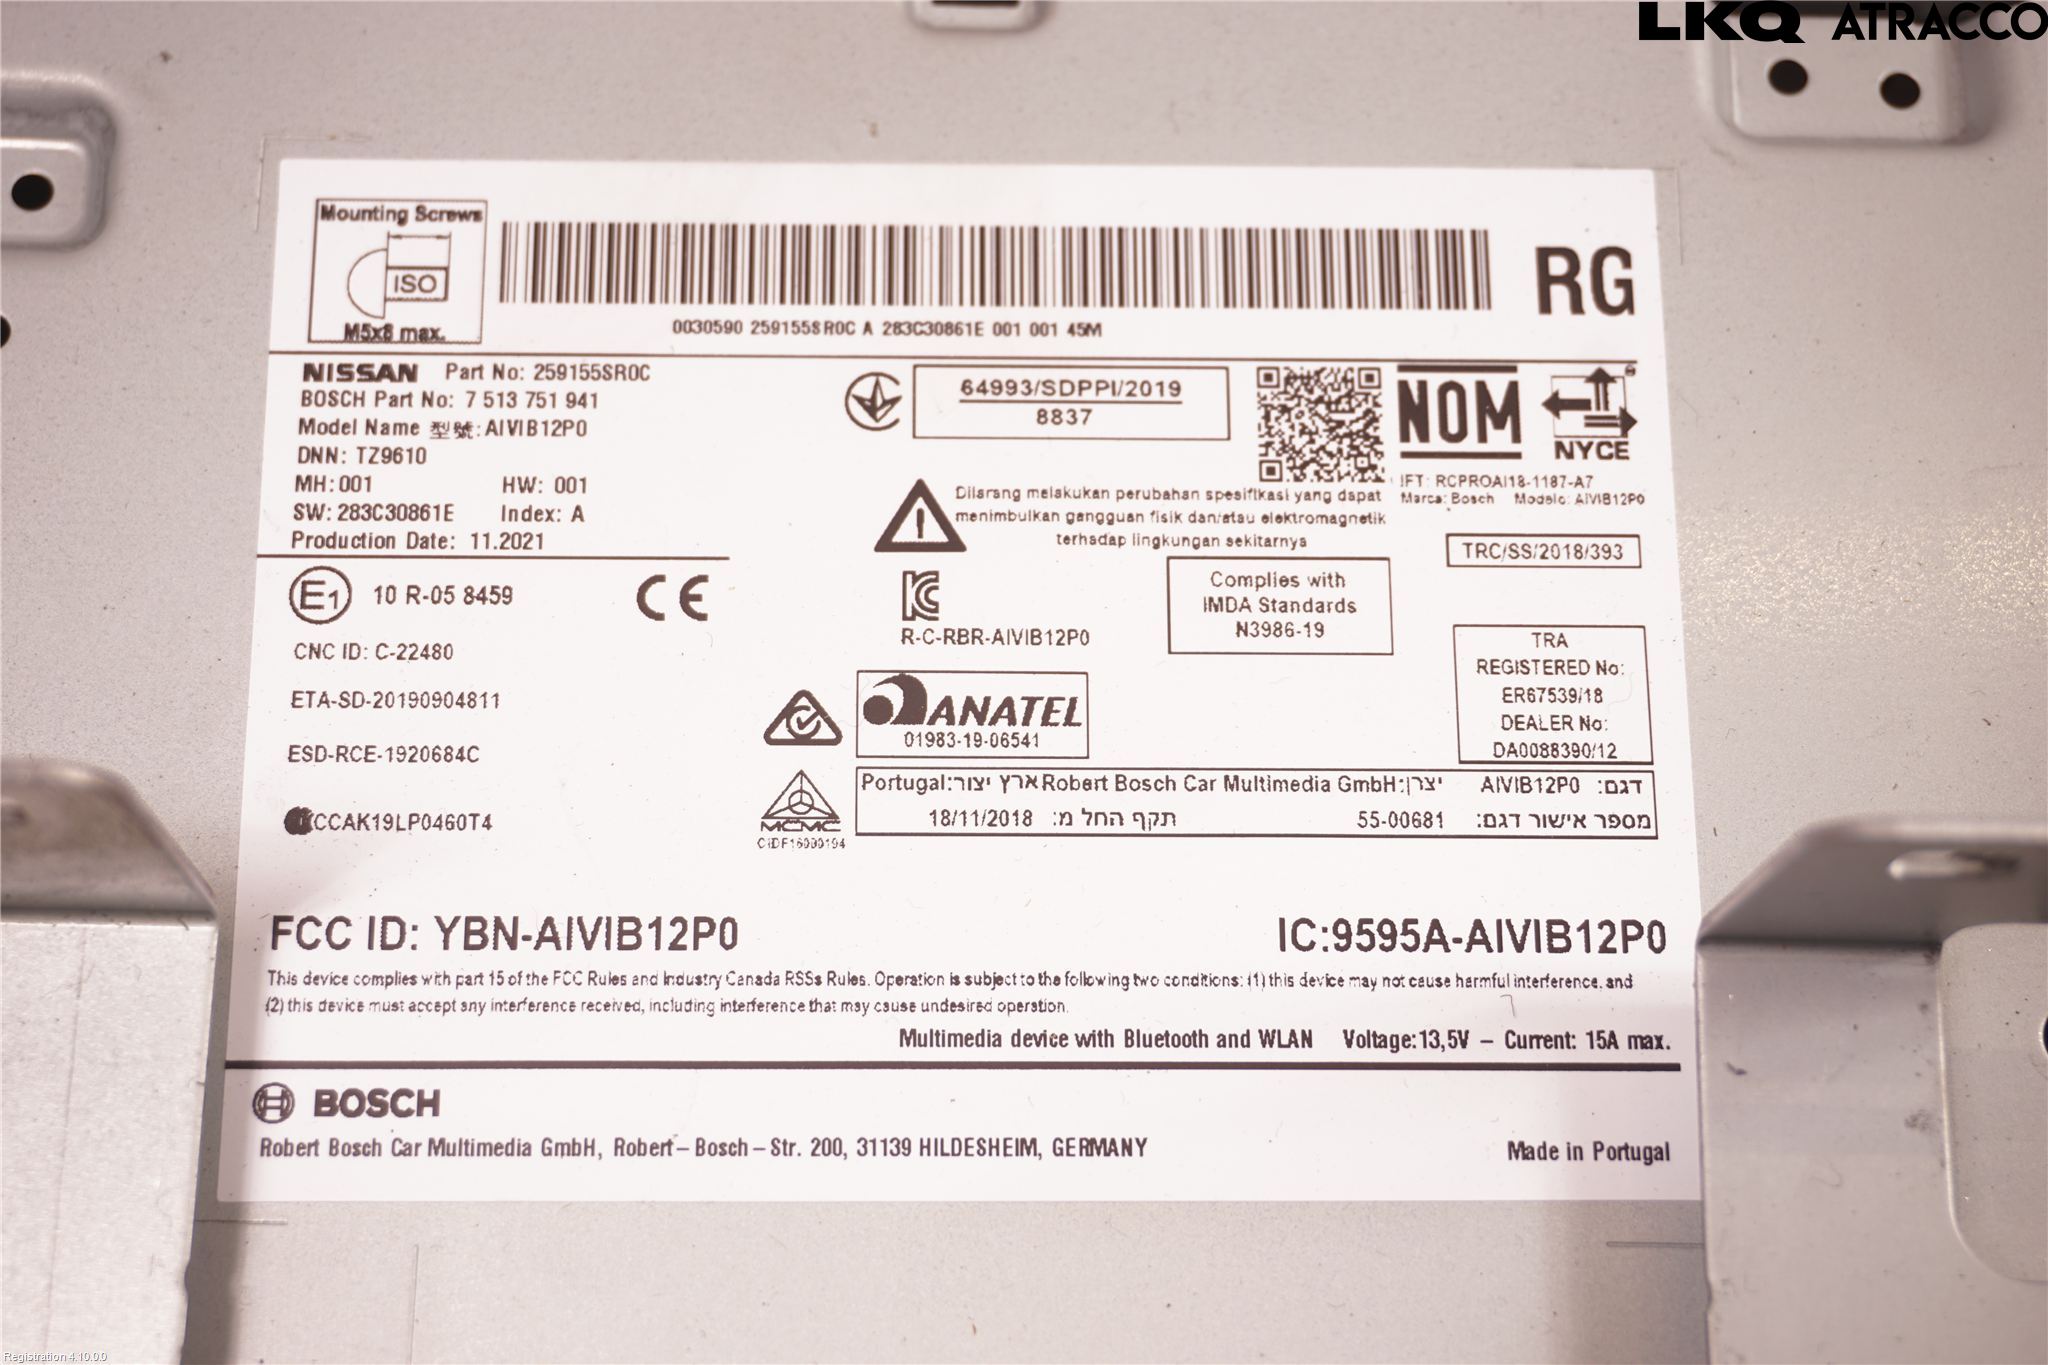 LKQ ATRACCO
Mounting Screws
ISO
M5x8 max.
RG
0030590 259155SR0C A 283C30861E 001 001 45M
NISSAN Part No: 259155SR0C
BOSCH Part No: 7 513 751 941
Model Name 型號: AIVIB12P0
DNN: TZ9610
MH: 001 HW: 001
SW: 283C30861E Index: A
Production Date: 11.2021
64993/SDPPI/2019
8837
NOM
NYCE
IFT: RCPROAI18-1187-A7
Marca: Bosch Modelo: AIVIB12P0
Dilarang melakukan perubahan spesifikasi yang dapat
menimbulkan gangguan fisik dan/atau elektromagnetik
terhadap lingkungan sekitarnya
TRC/SS/2018/393
E1 10 R-05 8459 CE
R-C-RBR-AIVIB12P0
Complies with
IMDA Standards
N3986-19
CNC ID: C-22480
ETA-SD-20190904811
ESD-RCE-1920684C
CCAK19LP0460T4
TRA
REGISTERED No:
ER67539/18
DEALER No:
DA0088390/12
ANATEL
01983-19-06541
MCMC
CIDF16000194
דגם: AIVIB12P0 יצרן: Robert Bosch Car Multimedia GmbH ארץ יצור: Portugal
מספר אישור דגם: 55-00681 תקף החל מ: 18/11/2018
FCC ID: YBN-AIVIB12P0
IC:9595A-AIVIB12P0
This device complies with part 15 of the FCC Rules and Industry Canada RSSs Rules. Operation is subject to the following two conditions: (1) this device may not cause harmful interference, and
(2) this device must accept any interference received, including interference that may cause undesired operation.
Multimedia device with Bluetooth and WLAN Voltage: 13,5V – Current: 15A max.
BOSCH
Robert Bosch Car Multimedia GmbH, Robert–Bosch–Str. 200, 31139 HILDESHEIM, GERMANY
Made in Portugal
Registration 4.10.0.0